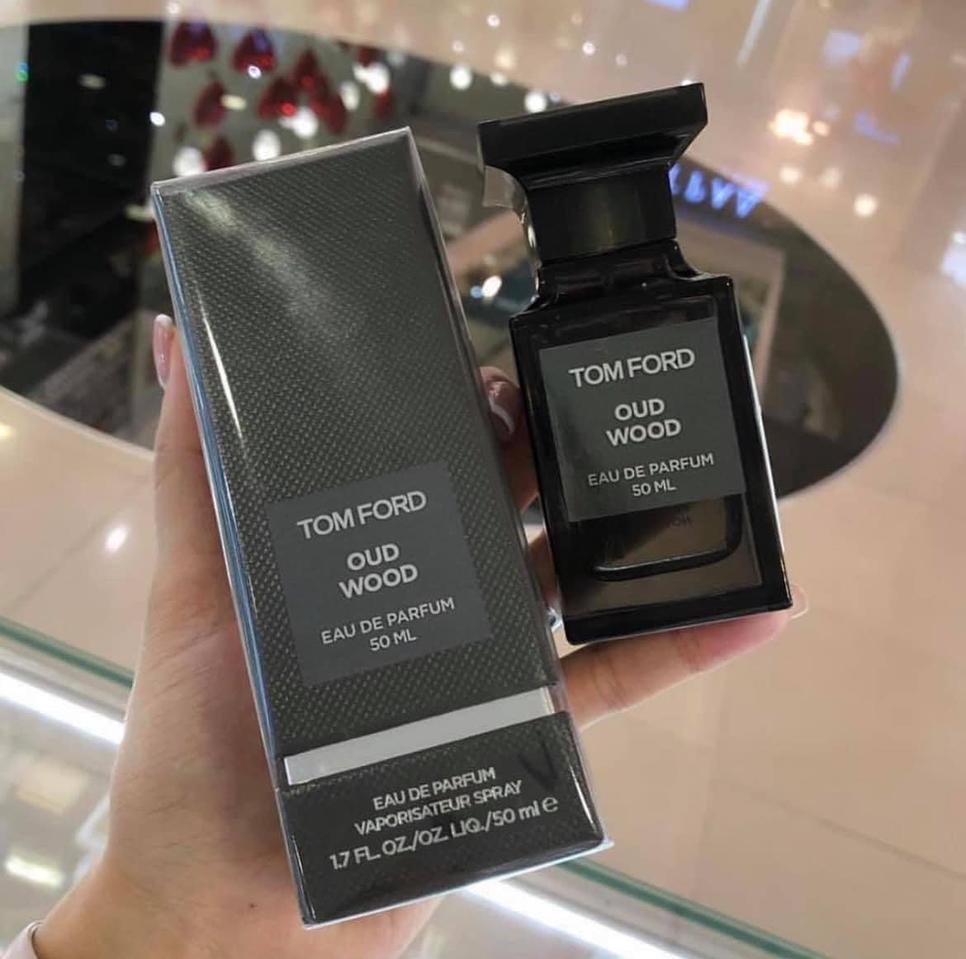 TOM FORD
OUD
WOOD
EAU DE PARFUM
50 ML
EAU DE PARFUM
VAPORISATEUR SPRAY
1.7 FL. OZ./OZ. LIQ./50 ml e
TOM FORD
OUD
WOOD
EAU DE PARFUM
50 ML